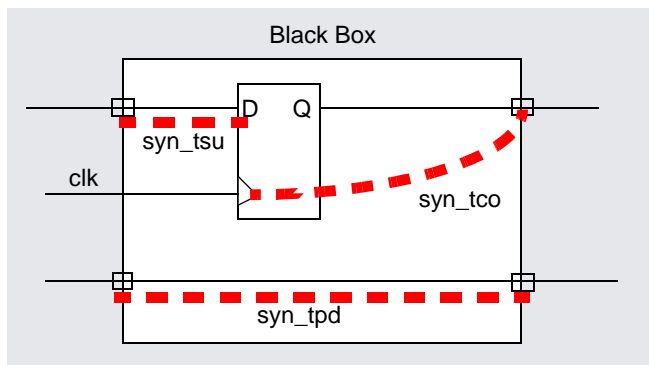 Black Box
D Q
syn_tsu
clk
syn_tco
syn_tpd